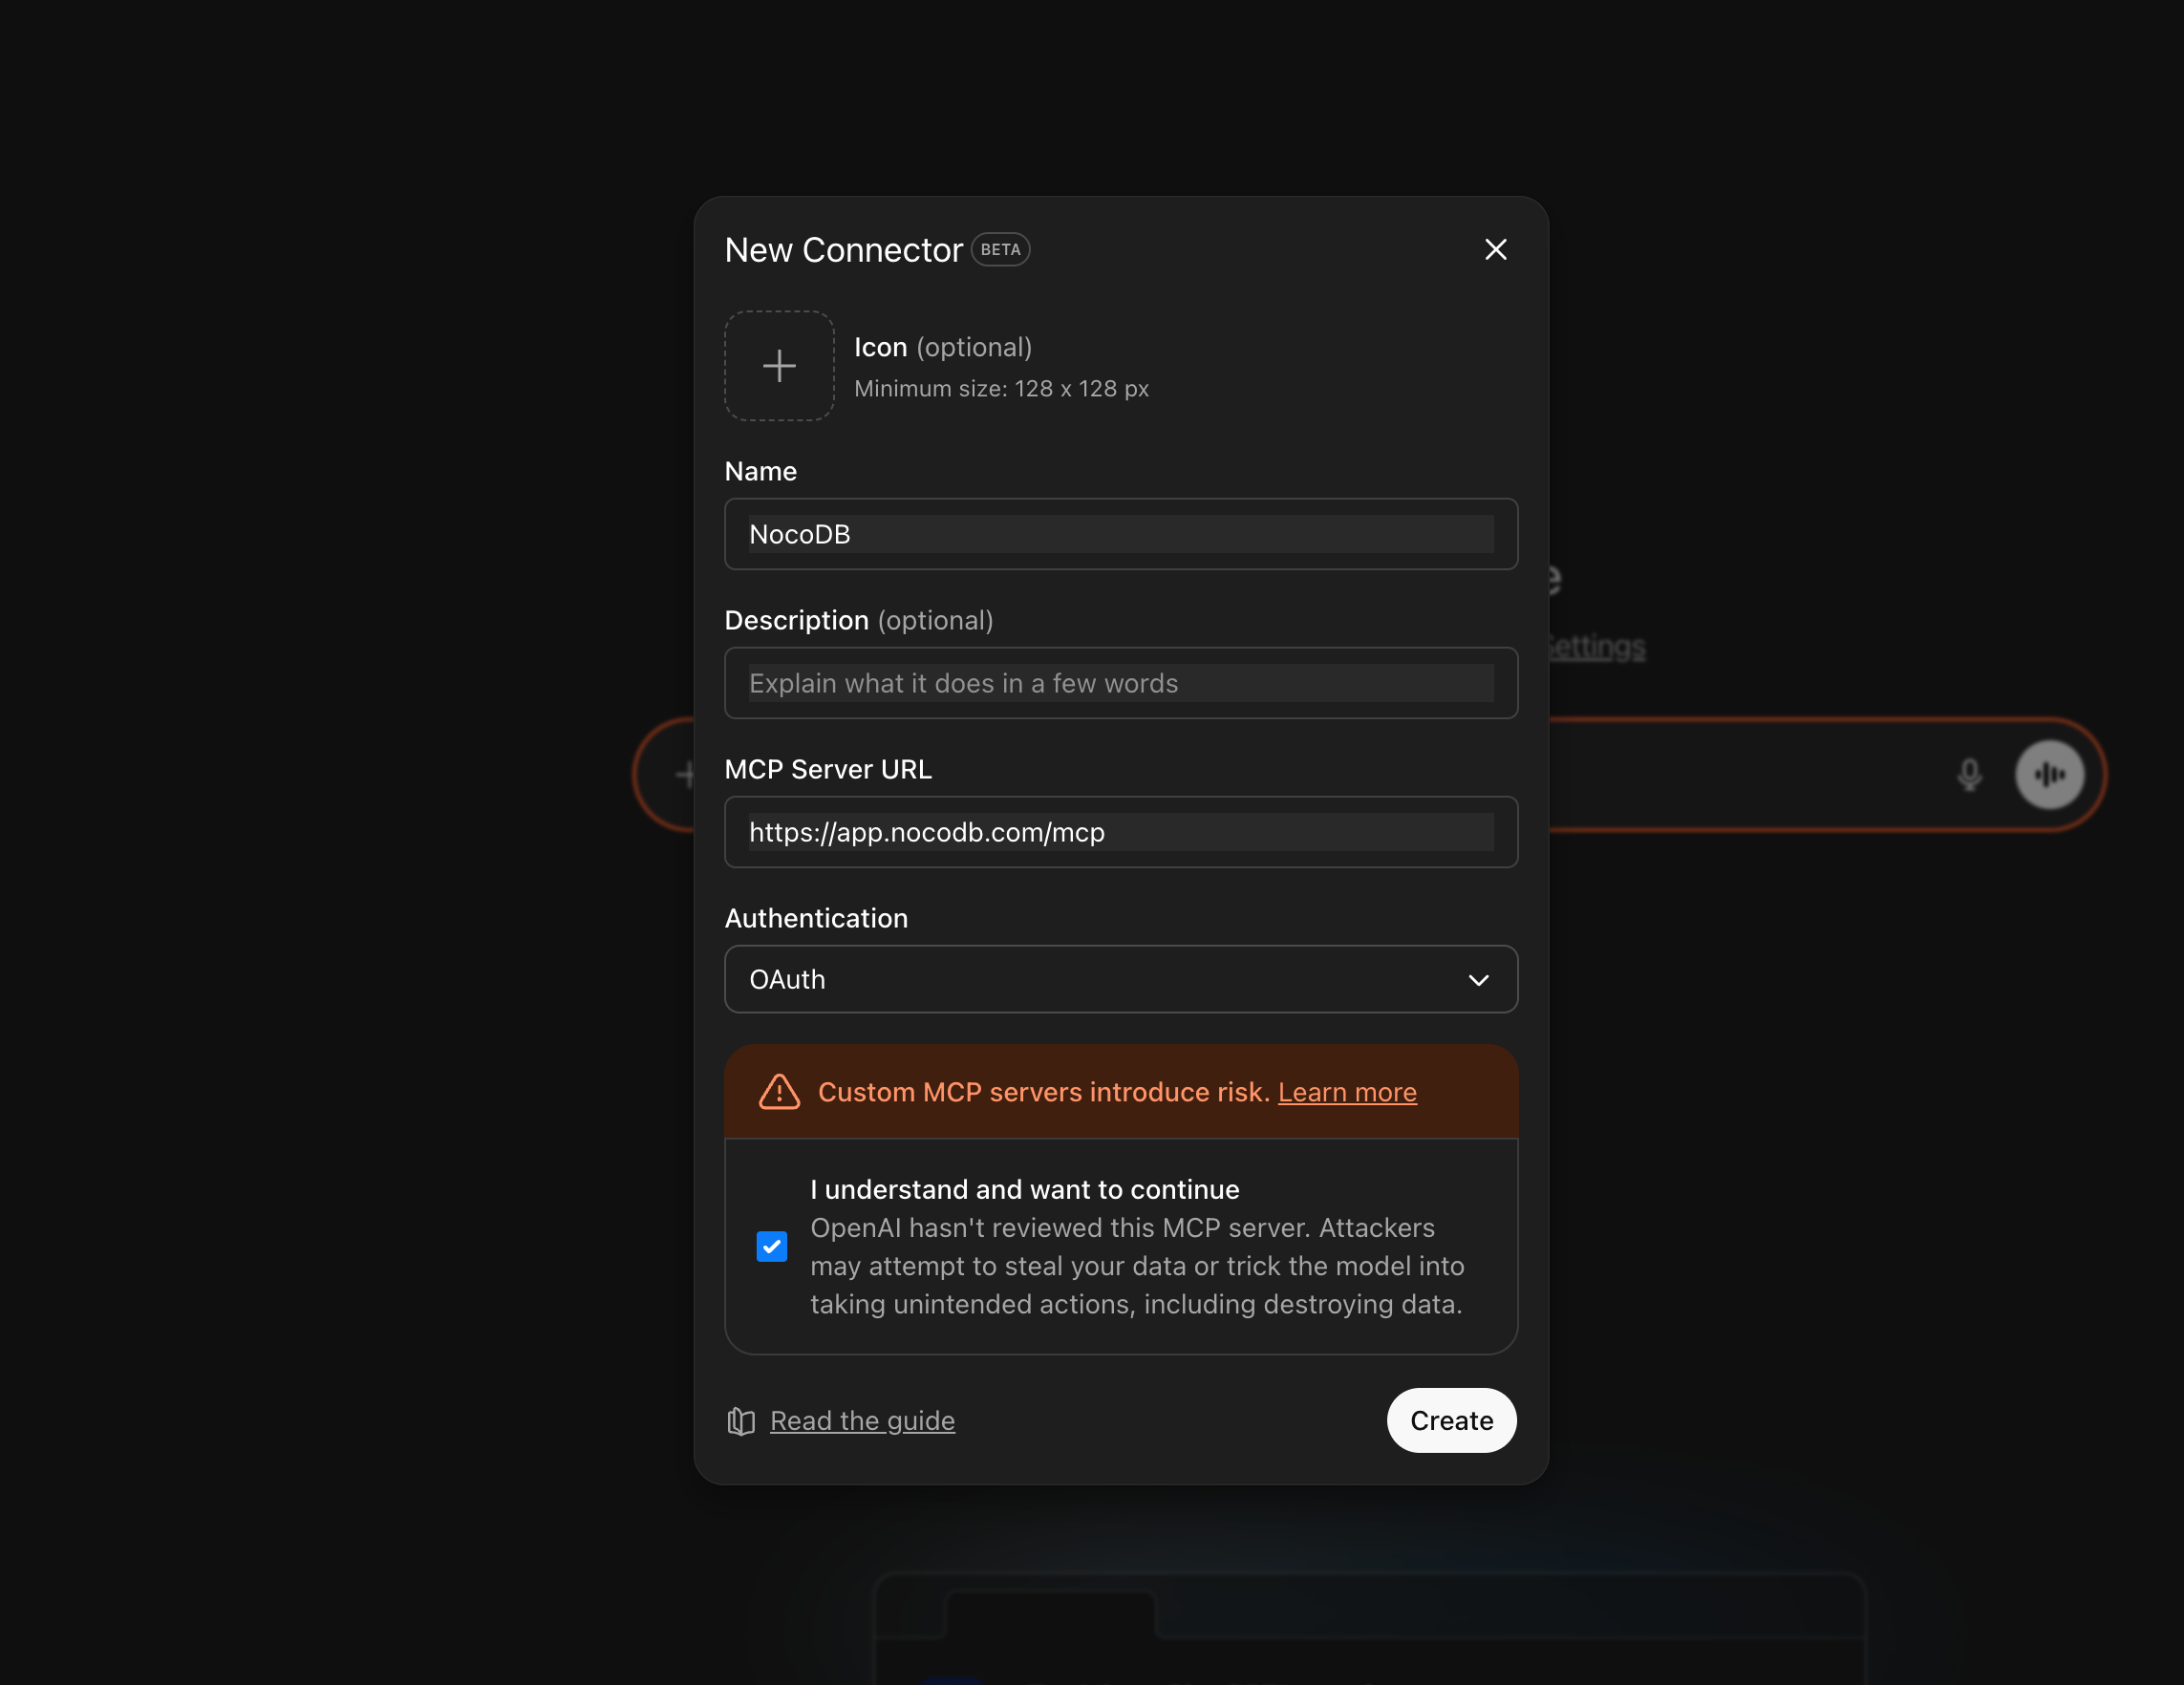 New Connector BETA
Icon (optional)
Minimum size: 128 x 128 px
Name
NocoDB
Description (optional)
Explain what it does in a few words
Settings
MCP Server URL
https://app.nocodb.com/mcp
Authentication
OAuth
Custom MCP servers introduce risk. Learn more
I understand and want to continue
OpenAI hasn't reviewed this MCP server. Attackers
may attempt to steal your data or trick the model into
taking unintended actions, including destroying data.
Read the guide
Create